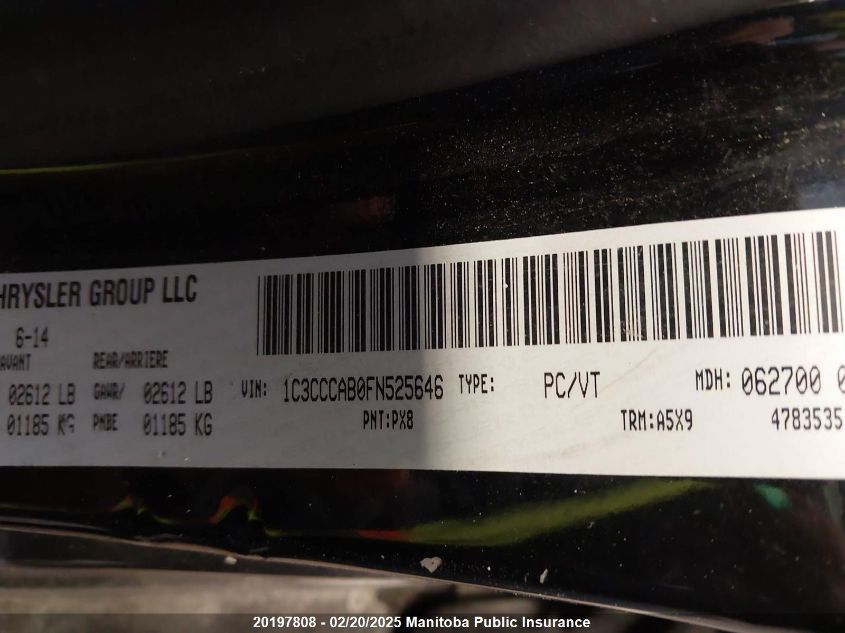 HRYSLER GROUP LLC
6-14
AVANT REAR/ARRIERE
02612 LB GAWR/ 02612 LB VIN: 1C3CCCAB0FN525646 TYPE: PC/VT MDH: 062700 0
01185 KG PNBE 01185 KG PNT:PX8 TRM:A5X9 4783535
20197808 - 02/20/2025 Manitoba Public Insurance